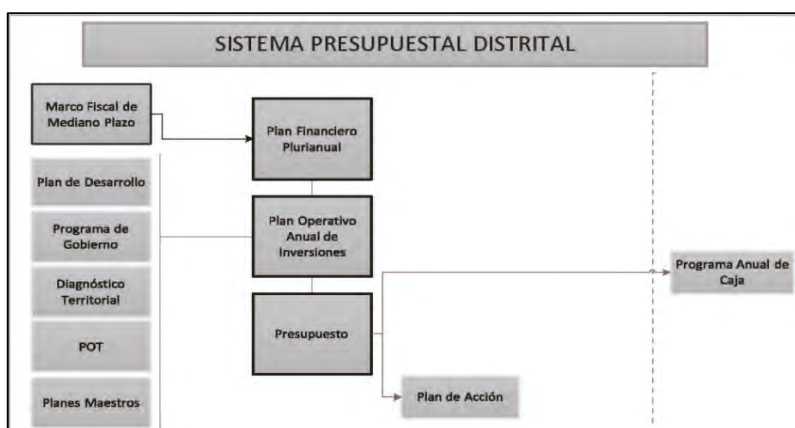 SISTEMA PRESUPUESTAL DISTRITAL
Marco Fiscal de
Mediano Plazo
Plan de Desarrollo
Programa de
Gobierno
Diagnóstico
Territorial
POT
Planes Maestros
Plan Financiero
Plurianual
Plan Operativo
Anual de
Inversiones
Presupuesto
Plan de Acción
Programa Anual de
Caja